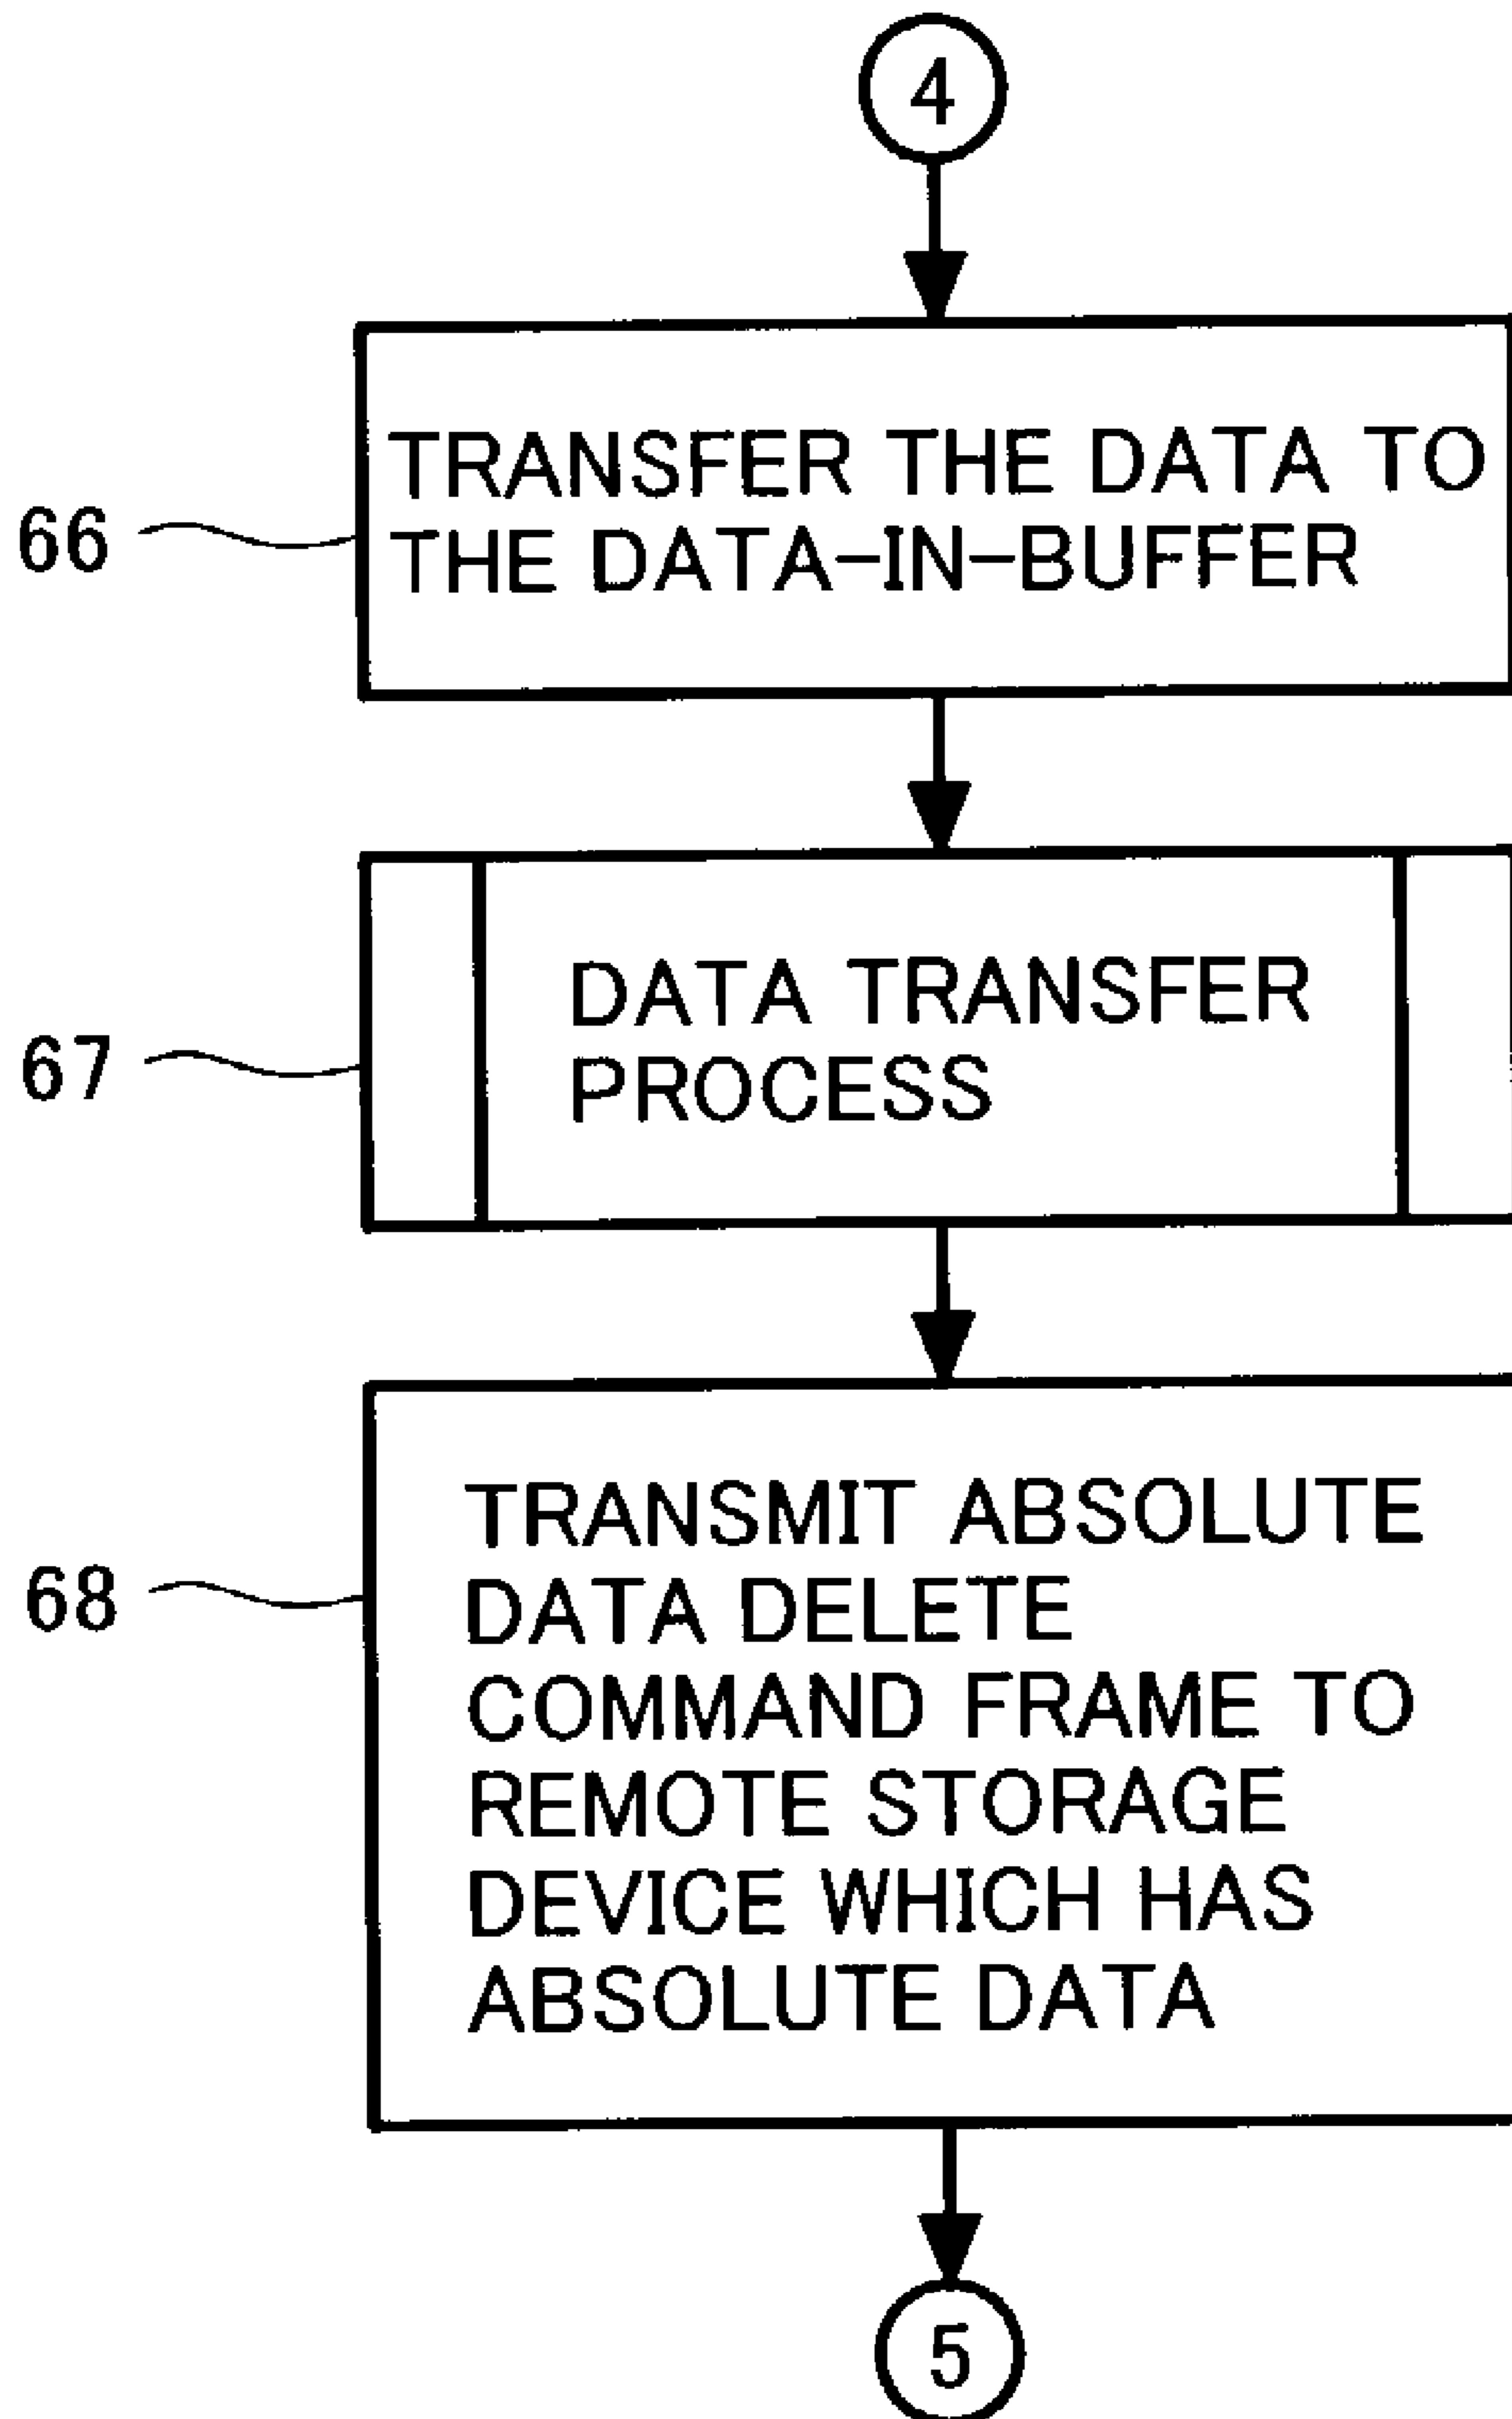 4
TRANSFER THE DATA TO
THE DATA-IN-BUFFER
66
DATA TRANSFER
PROCESS
67
TRANSMIT ABSOLUTE
DATA DELETE
COMMAND FRAME TO
REMOTE STORAGE
DEVICE WHICH HAS
ABSOLUTE DATA
68
5